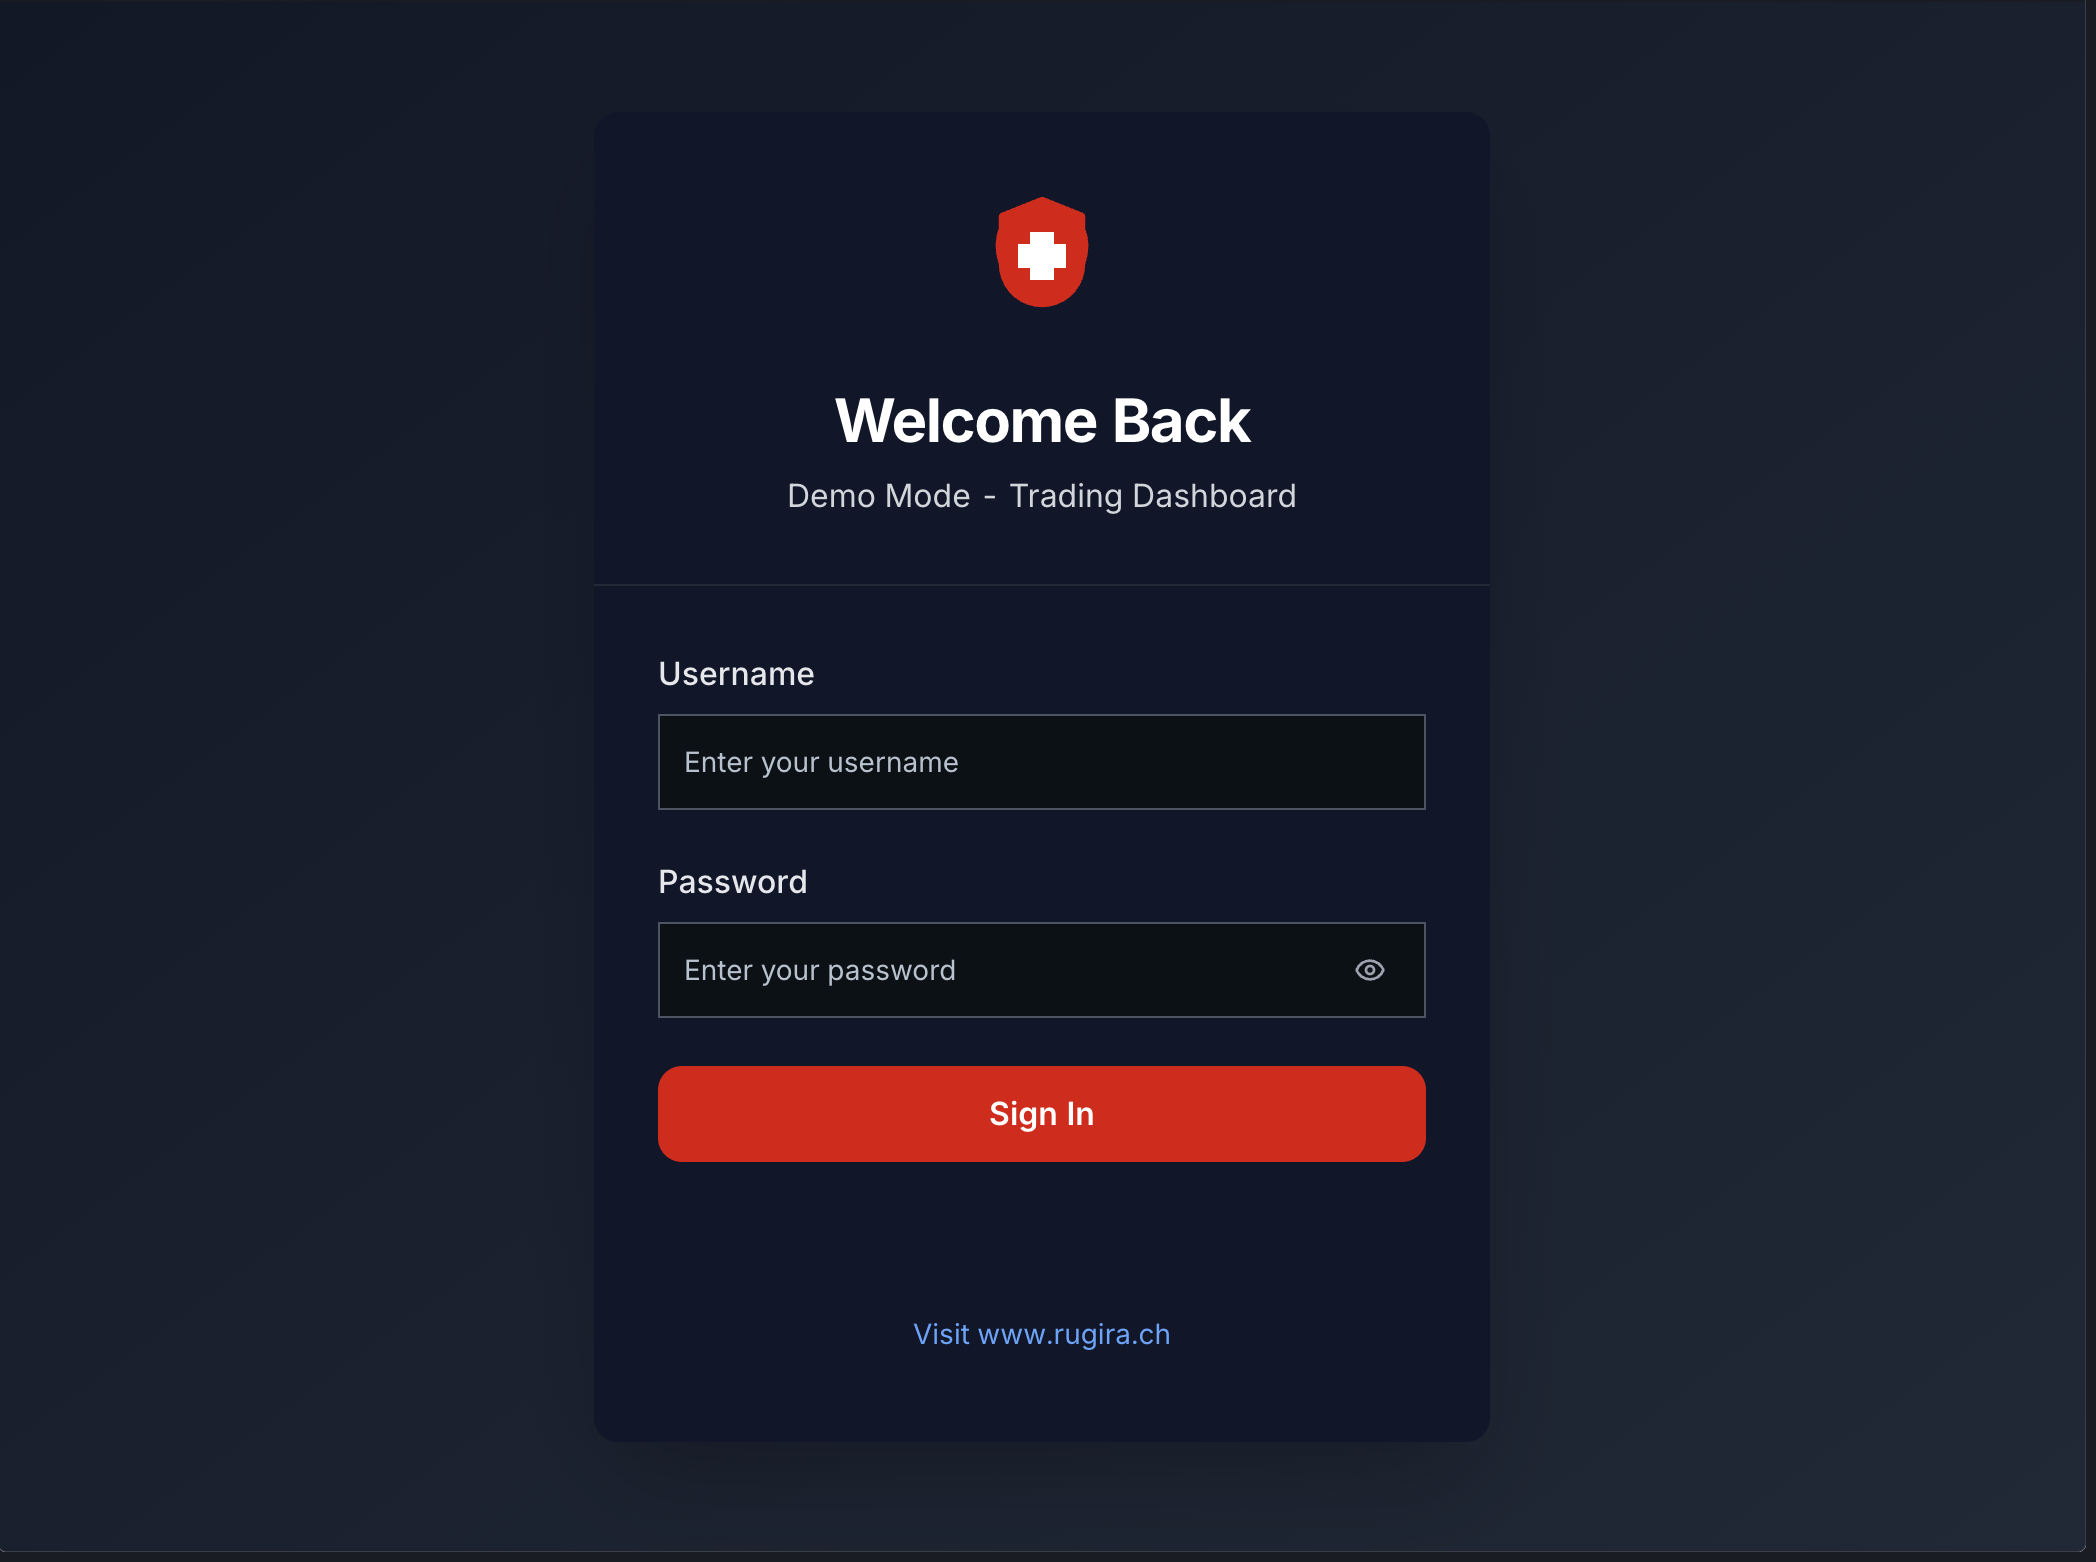 Welcome Back
Demo Mode - Trading Dashboard
Username
Enter your username
Password
Enter your password
Sign In
Visit www.rugira.ch